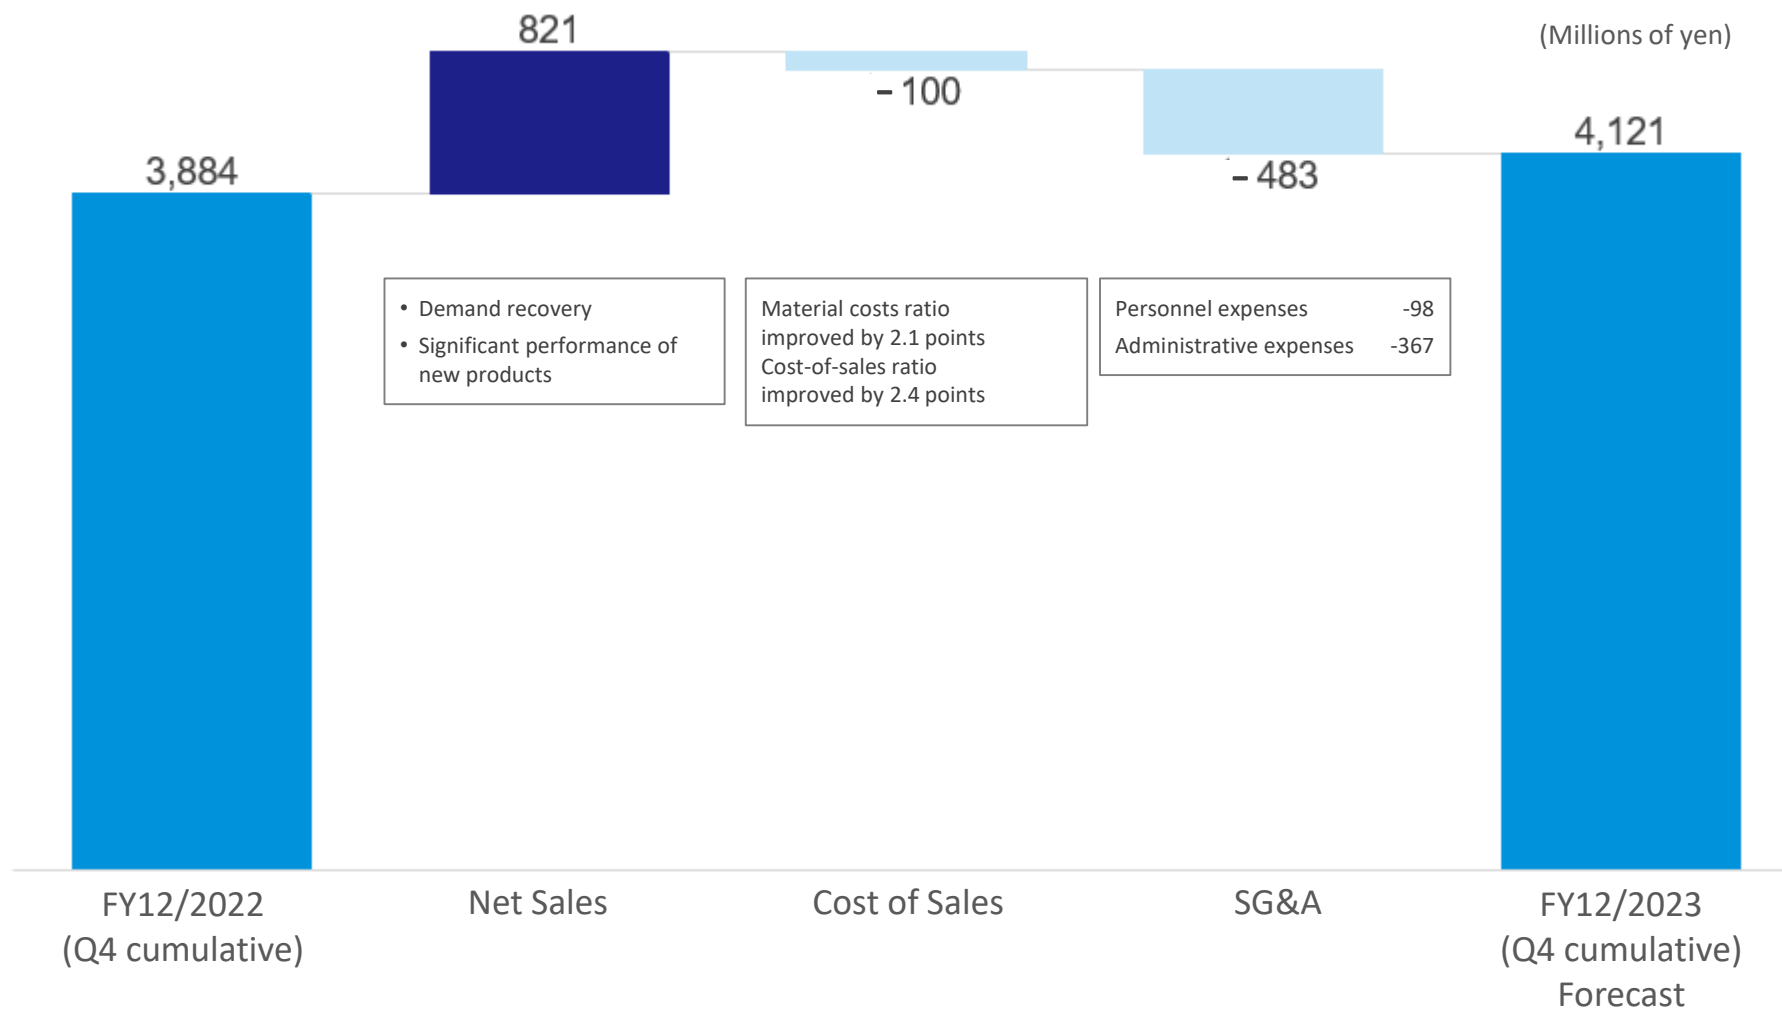 (Millions of yen)
821
– 100
– 483
3,884
4,121
• Demand recovery
• Significant performance of
new products
Material costs ratio
improved by 2.1 points
Cost-of-sales ratio
improved by 2.4 points
Personnel expenses -98
Administrative expenses -367
FY12/2022
(Q4 cumulative)
Net Sales
Cost of Sales
SG&A
FY12/2023
(Q4 cumulative)
Forecast